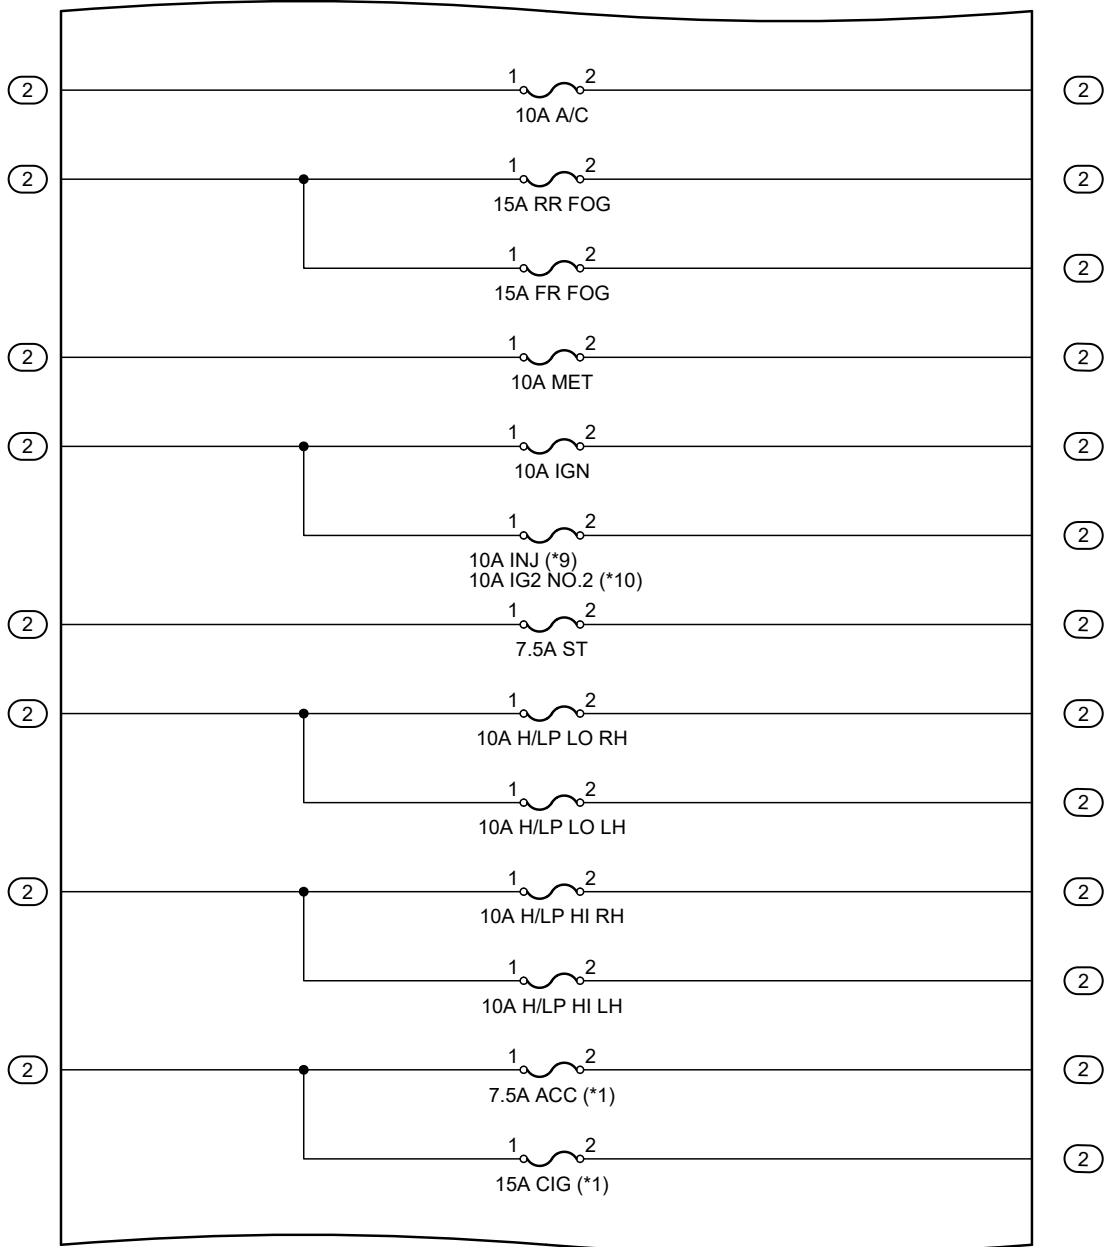 1 2
2 2
10A A/C
1 2
2 2
15A RR FOG
1 2
2
15A FR FOG
1 2
2 2
10A MET
1 2
2 2
10A IGN
1 2
2
10A INJ (*9)
10A IG2 NO.2 (*10)
1 2
2 2
7.5A ST
1 2
2 2
10A H/LP LO RH
1 2
2
10A H/LP LO LH
1 2
2 2
10A H/LP HI RH
1 2
2
10A H/LP HI LH
1 2
2 2
7.5A ACC (*1)
1 2
2
15A CIG (*1)